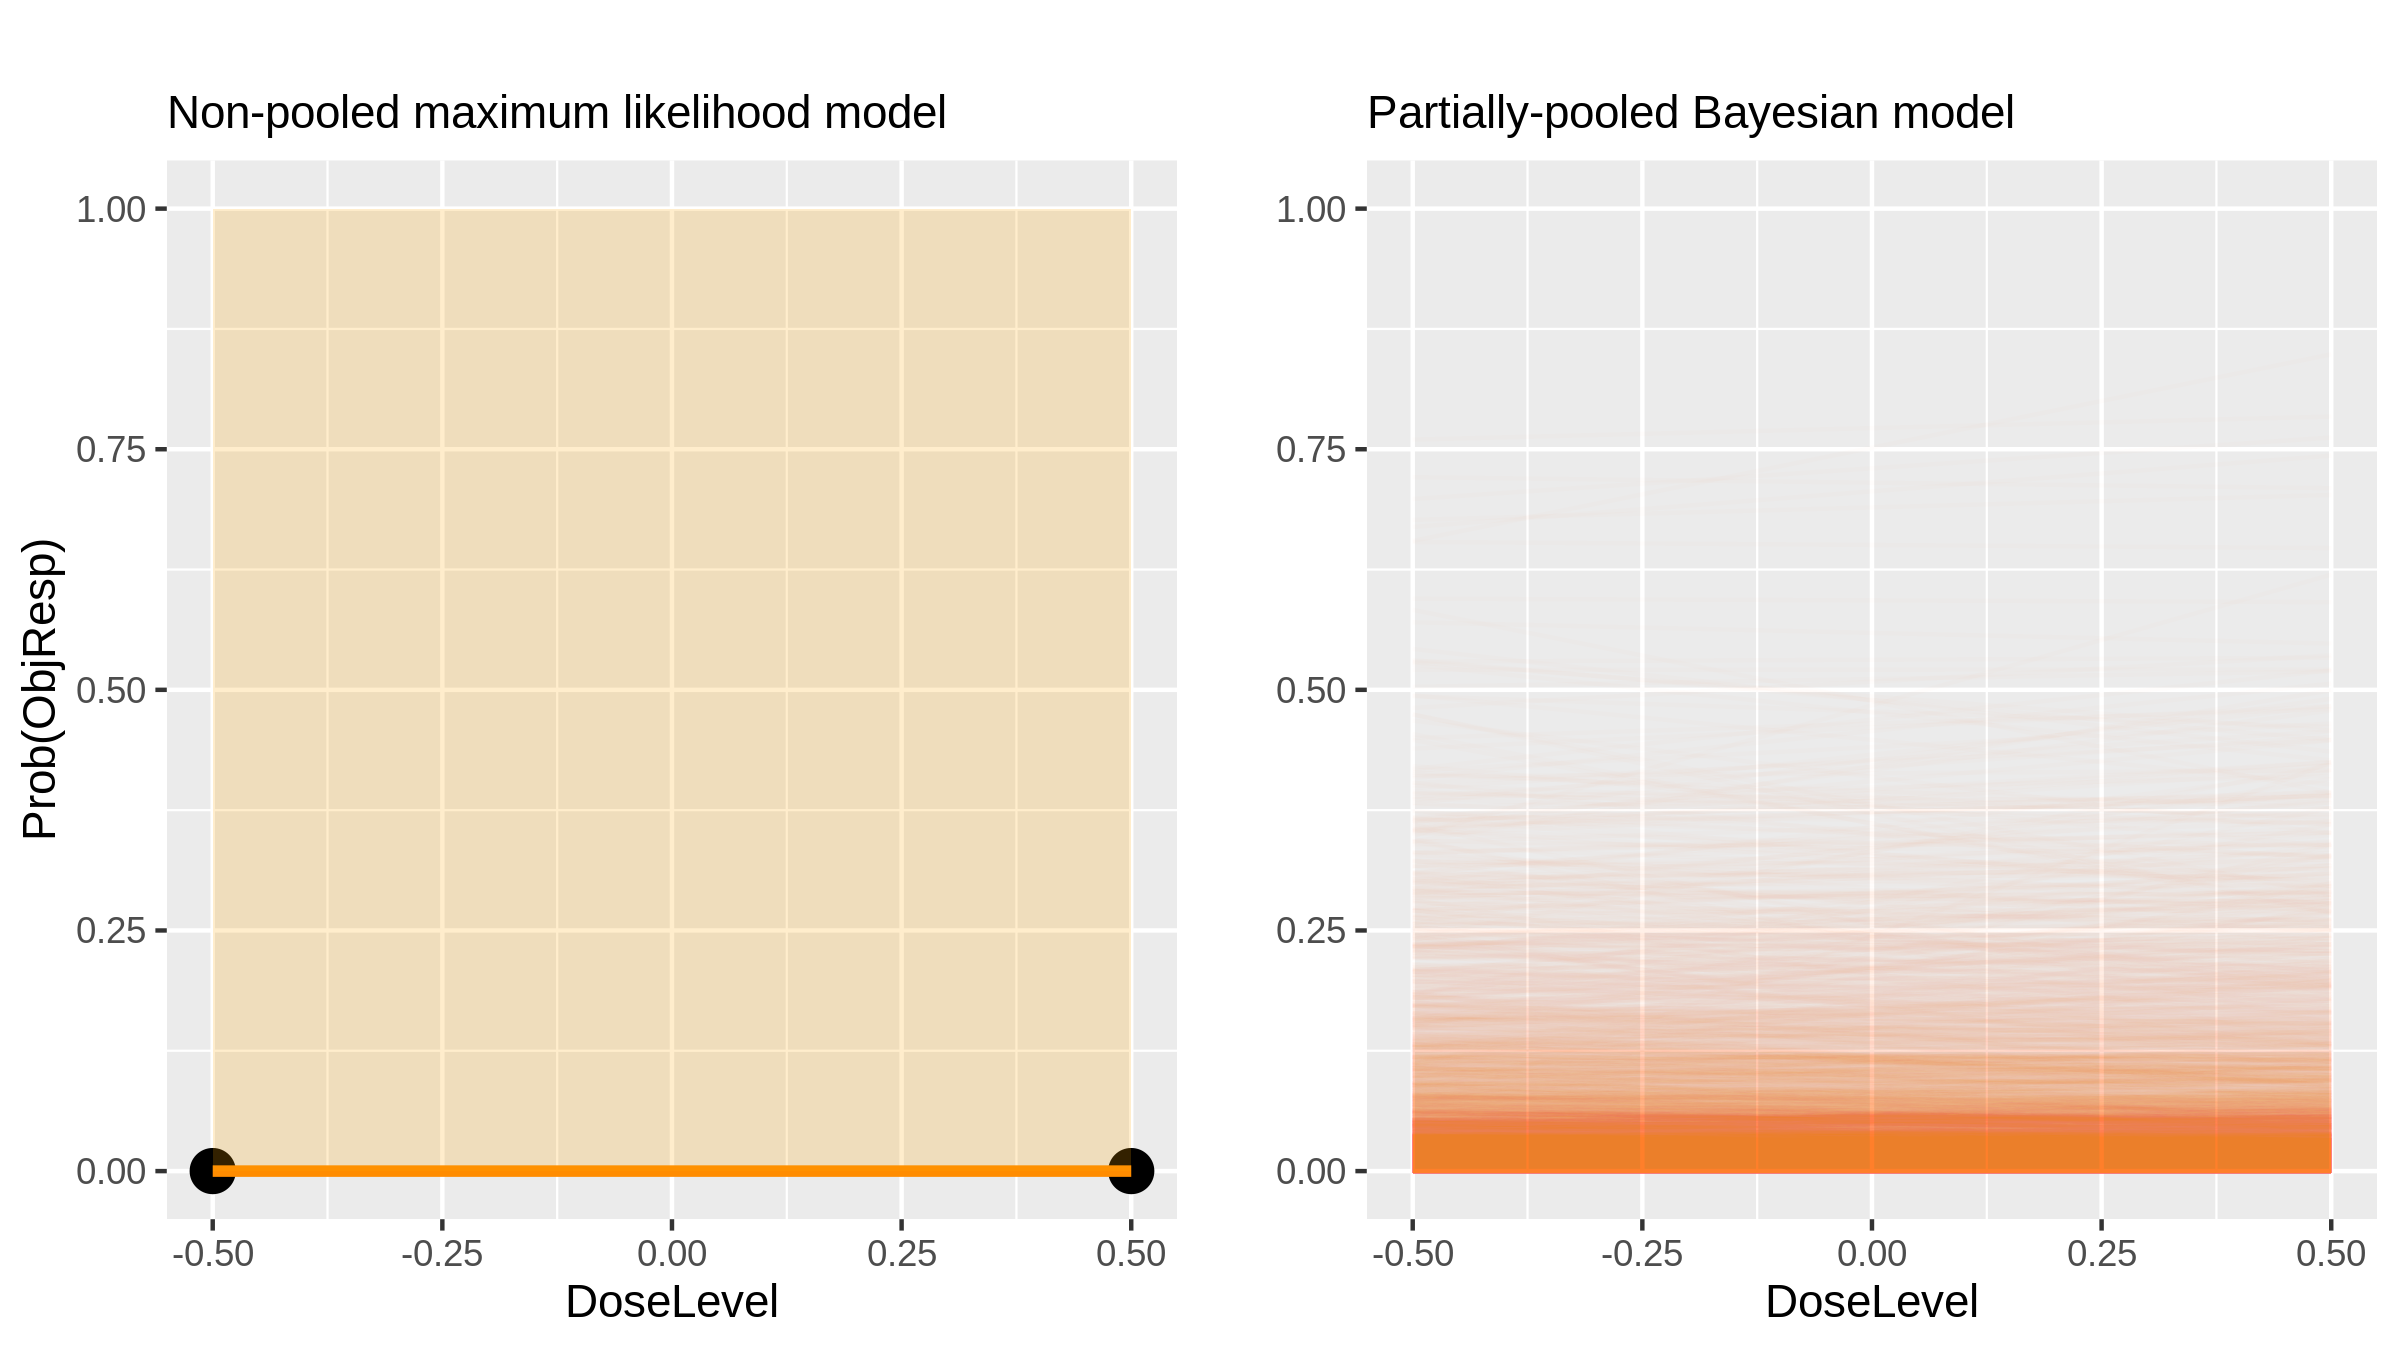 Non-pooled maximum likelihood model
Prob(ObjResp)
1.00
0.75
0.50
0.25
0.00
-0.50 -0.25 0.00 0.25 0.50
DoseLevel
Partially-pooled Bayesian model
1.00
0.75
0.50
0.25
0.00
-0.50 -0.25 0.00 0.25 0.50
DoseLevel